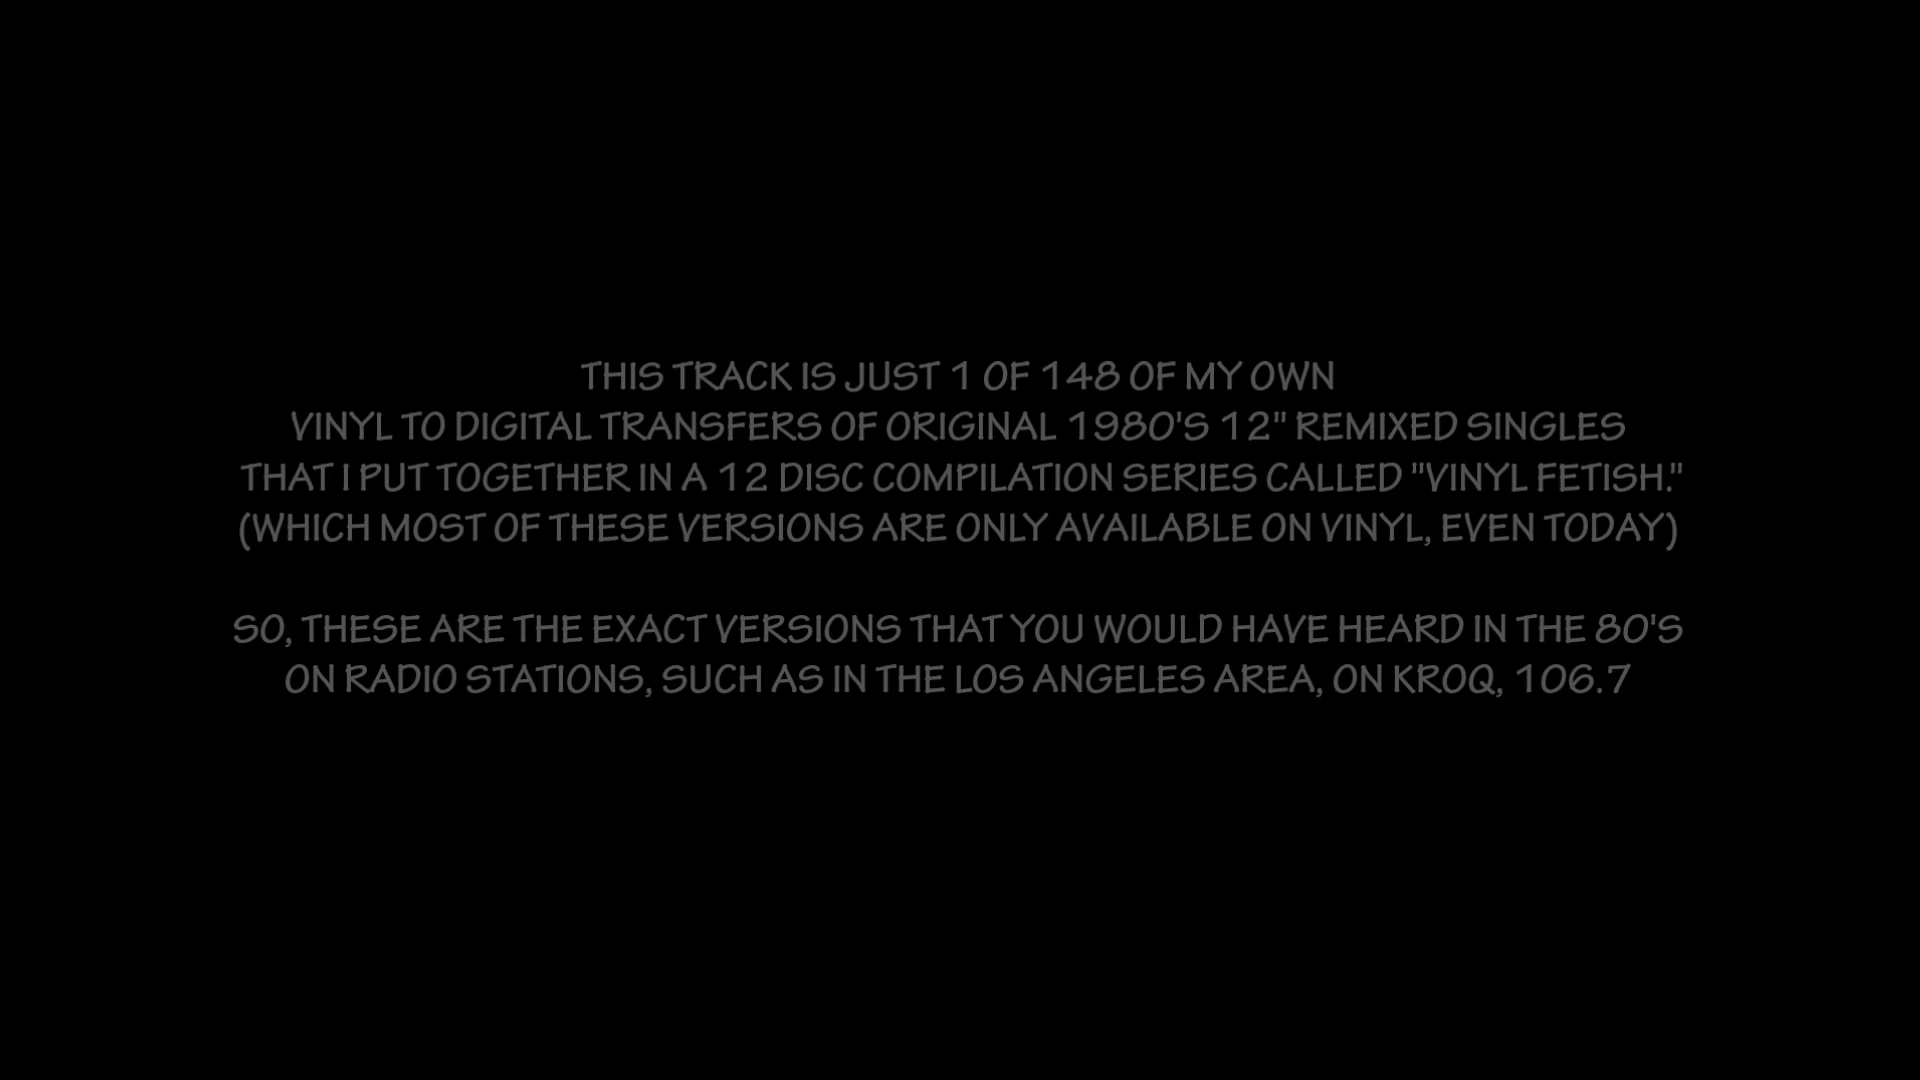 THIS TRACK IS JUST 1 OF 148 OF MY OWN
VINYL TO DIGITAL TRANSFERS OF ORIGINAL 1980'S 12" REMIXED SINGLES
THAT I PUT TOGETHER IN A 12 DISC COMPILATION SERIES CALLED "VINYL FETISH."
(WHICH MOST OF THESE VERSIONS ARE ONLY AVAILABLE ON VINYL, EVEN TODAY)
SO, THESE ARE THE EXACT VERSIONS THAT YOU WOULD HAVE HEARD IN THE 80'S
ON RADIO STATIONS, SUCH AS IN THE LOS ANGELES AREA, ON KROQ, 106.7